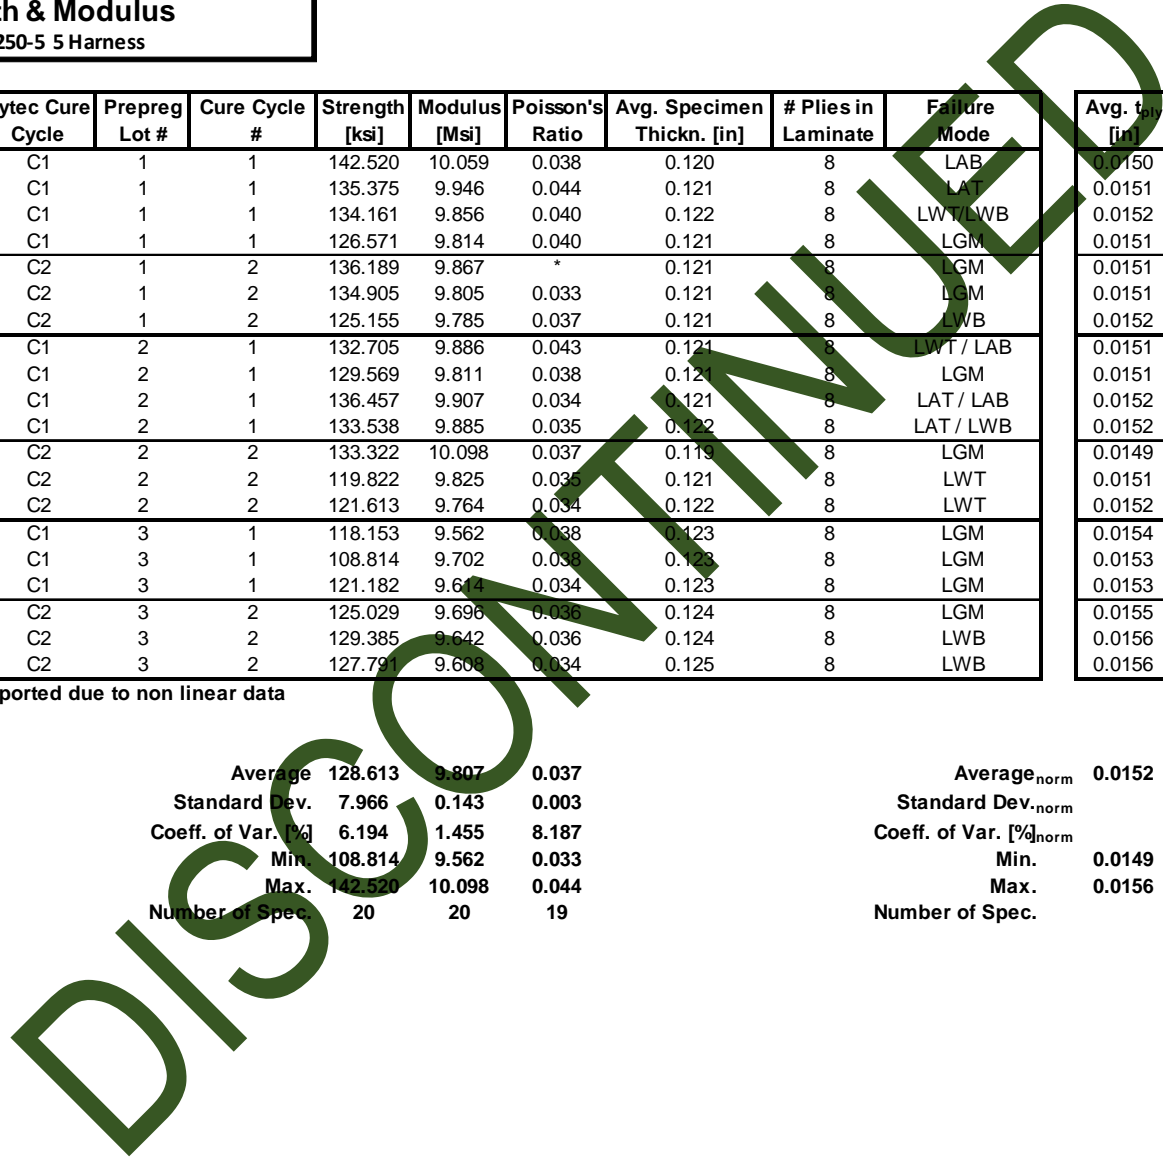 & Modulus
250-5 5 Harness
Cure Prepreg Cure Cycle Strength Modulus Poisson's Avg. Specimen # Plies in Failure Avg. tply
Cycle Lot # # [ksi] [Msi] Ratio Thickn. [in] Laminate Mode [in]
C1 1 1 142.520 10.059 0.038 0.120 8 LAB 0.0150
C1 1 1 135.375 9.946 0.044 0.121 8 LAT 0.0151
C1 1 1 134.161 9.856 0.040 0.122 8 LWT/LWB 0.0152
C1 1 1 126.571 9.814 0.040 0.121 8 LGM 0.0151
C2 1 2 136.189 9.867 * 0.121 8 LGM 0.0151
C2 1 2 134.905 9.805 0.033 0.121 8 LGM 0.0151
C2 1 2 125.155 9.785 0.037 0.121 8 LWB 0.0152
C1 2 1 132.705 9.886 0.043 0.121 8 LWT / LAB 0.0151
C1 2 1 129.569 9.811 0.038 0.121 8 LGM 0.0151
C1 2 1 136.457 9.907 0.034 0.121 8 LAT / LAB 0.0152
C1 2 1 133.538 9.885 0.035 0.122 8 LAT / LWB 0.0152
C2 2 2 133.322 10.098 0.037 0.119 8 LGM 0.0149
C2 2 2 119.822 9.825 0.035 0.121 8 LWT 0.0151
C2 2 2 121.613 9.764 0.034 0.122 8 LWT 0.0152
C1 3 1 118.153 9.562 0.038 0.123 8 LGM 0.0154
C1 3 1 108.814 9.702 0.038 0.123 8 LGM 0.0153
C1 3 1 121.182 9.614 0.034 0.123 8 LGM 0.0153
C2 3 2 125.029 9.696 0.036 0.124 8 LGM 0.0155
C2 3 2 129.385 9.642 0.036 0.124 8 LWB 0.0156
C2 3 2 127.791 9.608 0.034 0.125 8 LWB 0.0156
ported due to non linear data
Average 128.613 9.807 0.037 Averagenorm 0.0152
Standard Dev. 7.966 0.143 0.003 Standard Dev.norm
Coeff. of Var. [%] 6.194 1.455 8.187 Coeff. of Var. [%]norm
Min. 108.814 9.562 0.033 Min. 0.0149
Max. 142.520 10.098 0.044 Max. 0.0156
Number of Spec. 20 20 19 Number of Spec.
DISCONTINUED